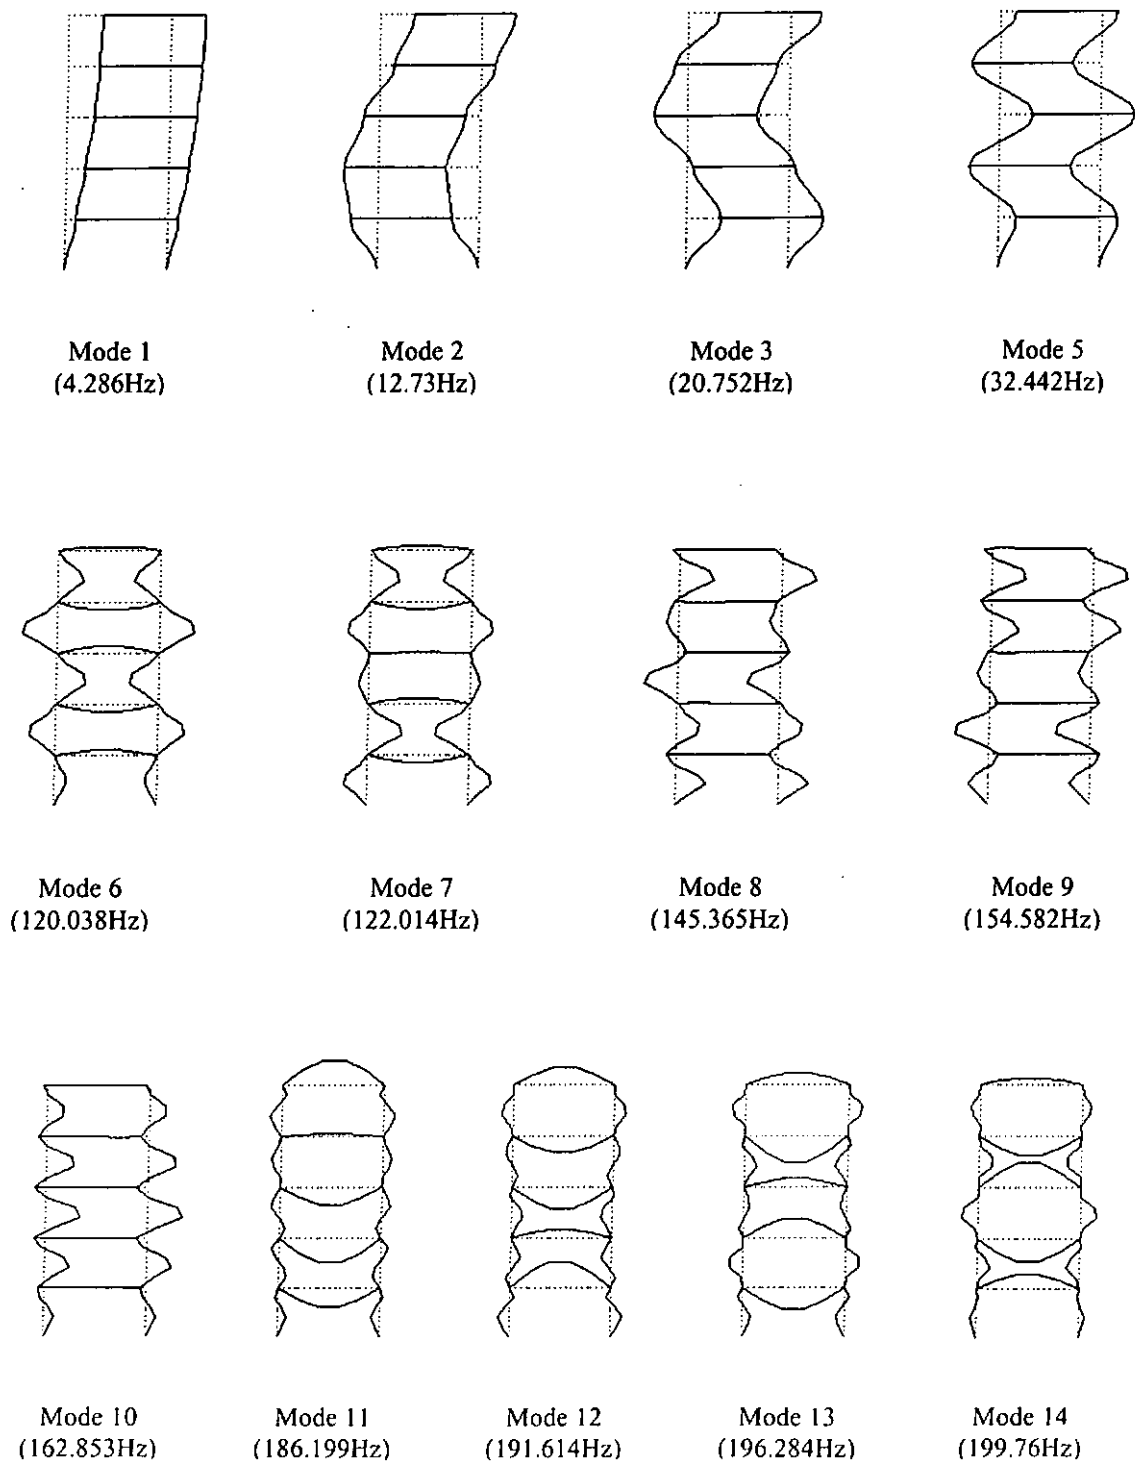 Mode 1
(4.286Hz)
Mode 2
(12.73Hz)
Mode 3
(20.752Hz)
Mode 5
(32.442Hz)
Mode 6
(120.038Hz)
Mode 7
(122.014Hz)
Mode 8
(145.365Hz)
Mode 9
(154.582Hz)
Mode 10
(162.853Hz)
Mode 11
(186.199Hz)
Mode 12
(191.614Hz)
Mode 13
(196.284Hz)
Mode 14
(199.76Hz)